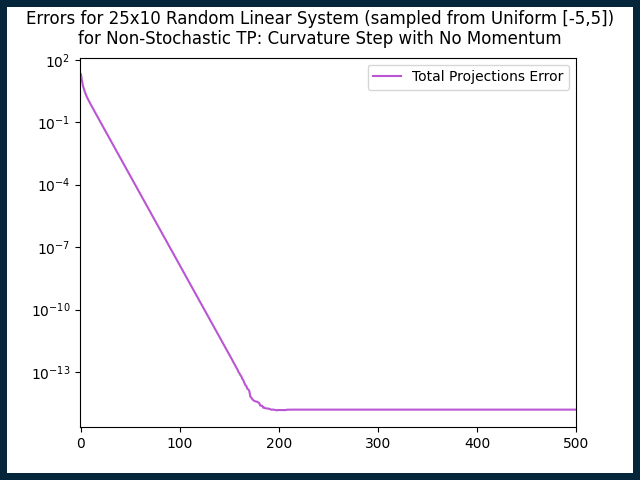 Errors for 25x10 Random Linear System (sampled from Uniform [-5,5])
for Non-Stochastic TP: Curvature Step with No Momentum
Total Projections Error
10²
10⁻¹
10⁻⁴
10⁻⁷
10⁻¹⁰
10⁻¹³
0 100 200 300 400 500